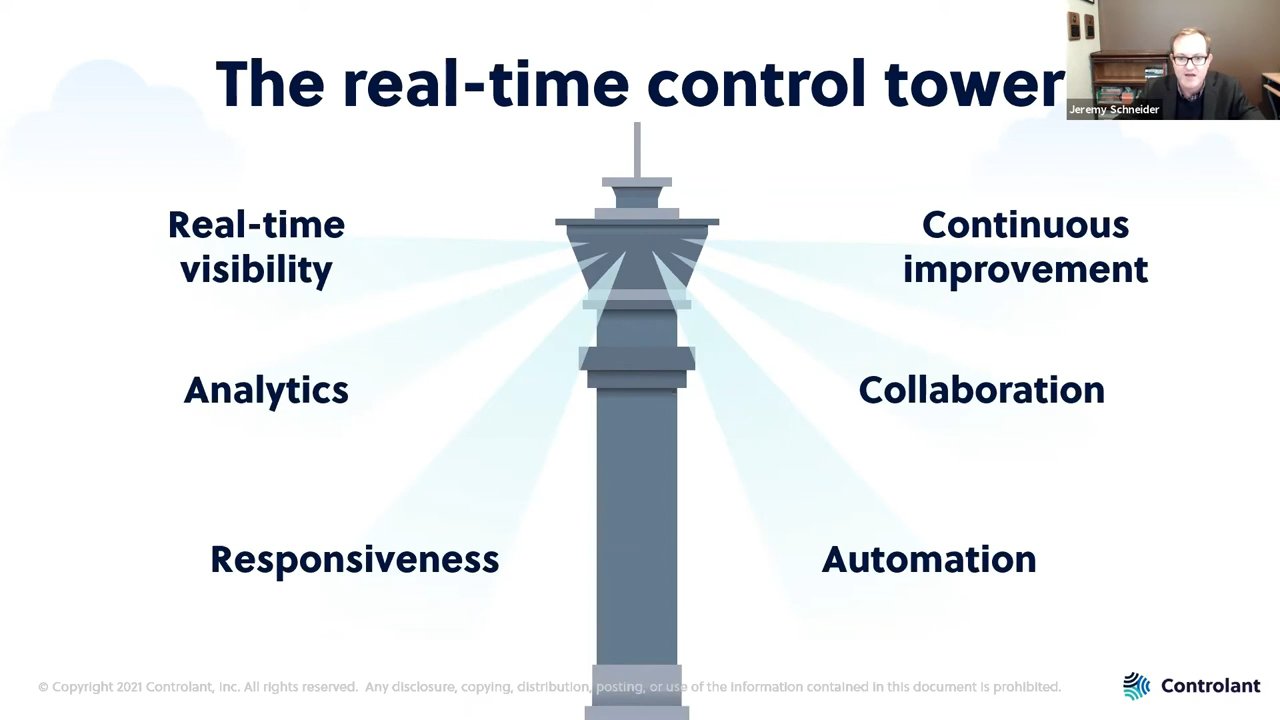 The real-time control tower
Jeremy Schneider
Real-time
visibility
Continuous
improvement
Analytics
Collaboration
Responsiveness
Automation
© Copyright 2021 Controlant, Inc. All rights reserved. Any disclosure, copying, distribution, posting, or use of the information contained in this document is prohibited.
Controlant